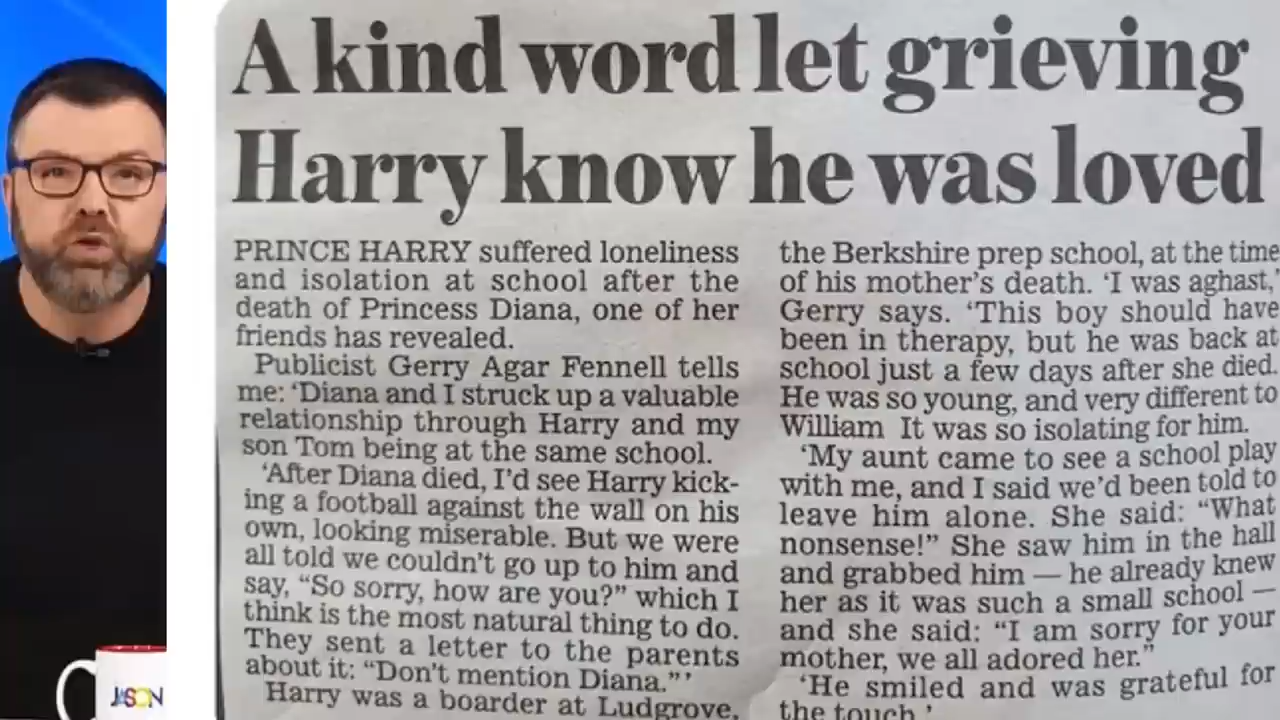 A kind word let grieving
Harry know he was loved
PRINCE HARRY suffered loneliness
and isolation at school after the
death of Princess Diana, one of her
friends has revealed.
Publicist Gerry Agar Fennell tells
me: ‘Diana and I struck up a valuable
relationship through Harry and my
son Tom being at the same school.
‘After Diana died, I’d see Harry kick-
ing a football against the wall on his
own, looking miserable. But we were
all told we couldn’t go up to him and
say, “So sorry, how are you?” which I
think is the most natural thing to do.
They sent a letter to the parents
about it: “Don’t mention Diana.”’
Harry was a boarder at Ludgrove,
the Berkshire prep school, at the time
of his mother’s death. ‘I was aghast,’
Gerry says. ‘This boy should have
been in therapy, but he was back at
school just a few days after she died.
He was so young, and very different to
William It was so isolating for him.
‘My aunt came to see a school play
with me, and I said we’d been told to
leave him alone. She said: “What
nonsense!” She saw him in the hall
and grabbed him — he already knew
her as it was such a small school —
and she said: “I am sorry for your
mother, we all adored her.”
‘He smiled and was grateful for
the touch.’
JASON